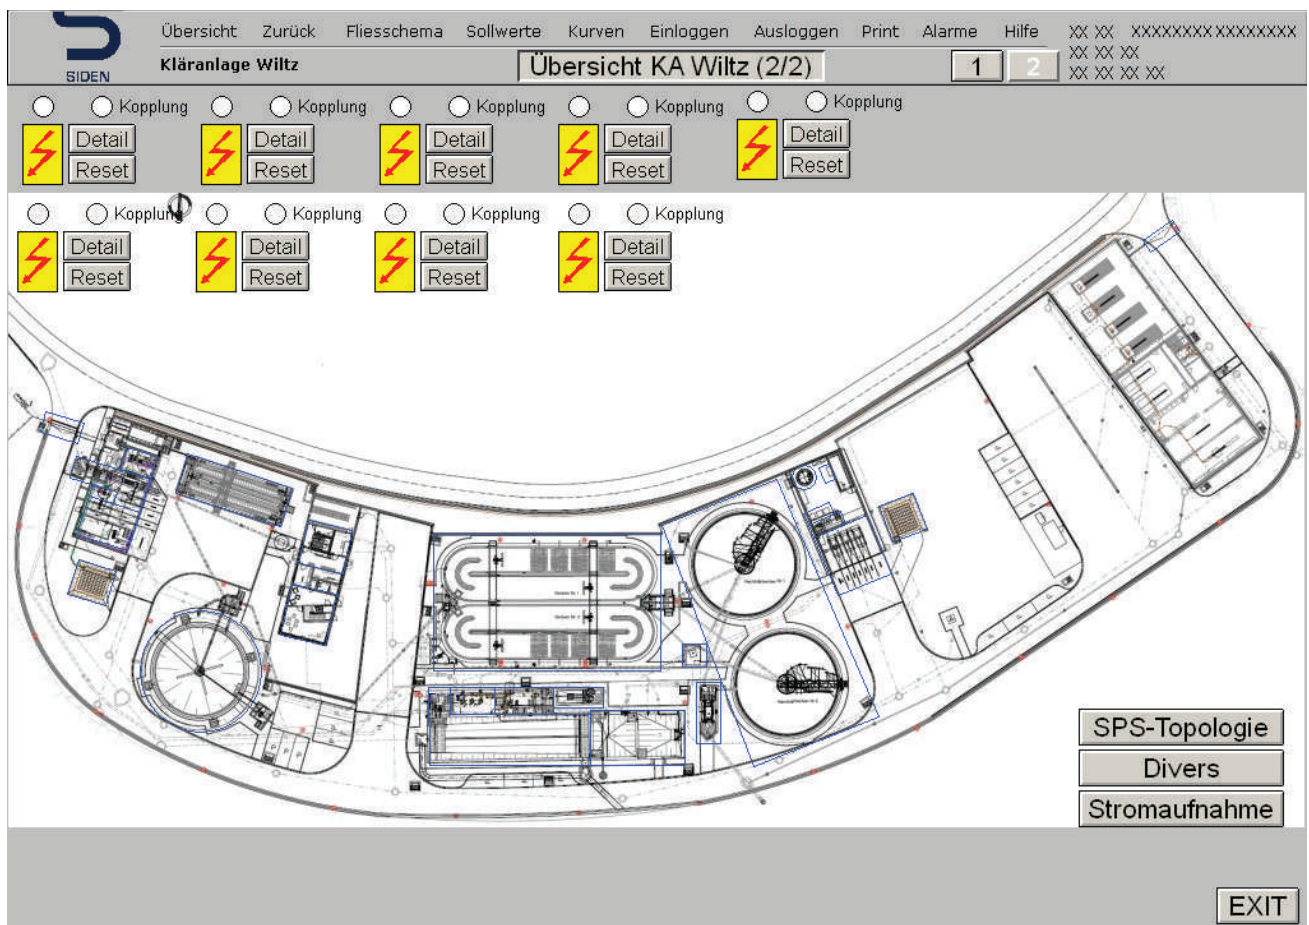 Übersicht Zurück Fliesschema Sollwerte Kurven Einloggen Ausloggen Print Alarme Hilfe XX XX XXXXXXXXXXXXXXXX
SIDEN Kläranlage Wiltz Übersicht KA Wiltz (2/2) 1 2 XX XX XX
XX XX XX XX
Kopplung Kopplung Kopplung Kopplung Kopplung
Detail Detail Detail Detail Detail
Reset Reset Reset Reset Reset
Kopplung Kopplung Kopplung Kopplung
Detail Detail Detail Detail
Reset Reset Reset Reset
SPS-Topologie
Divers
Stromaufnahme
EXIT